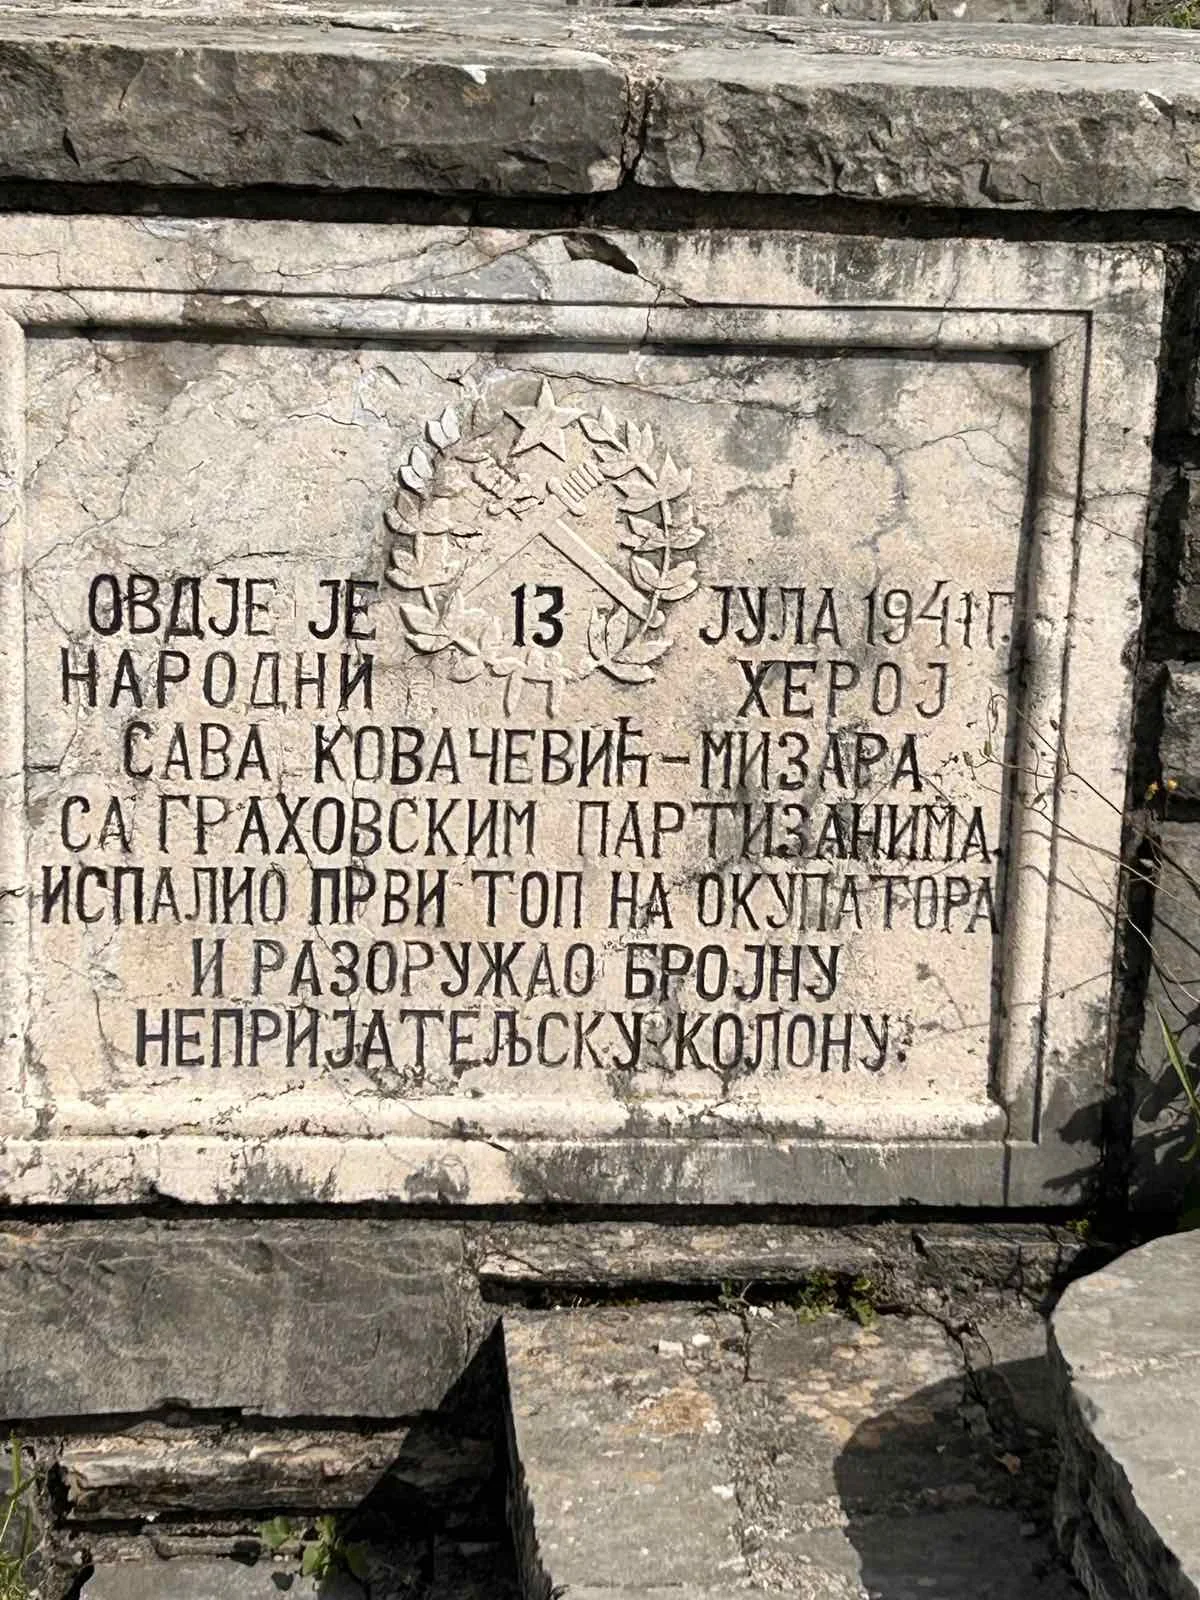 ОВДЈЕ ЈЕ 13 ЈУЛА 1941 Г.
НАРОДНИ ХЕРОЈ
САВА КОВАЧЕВИЋ-МИЗАРА
СА ГРАХОВСКИМ ПАРТИЗАНИМА
ИСПАЛИО ПРВИ ТОП НА ОКУПАТОРА
И РАЗОРУЖАО БРОЈНУ
НЕПРИЈАТЕЉСКУ КОЛОНУ.